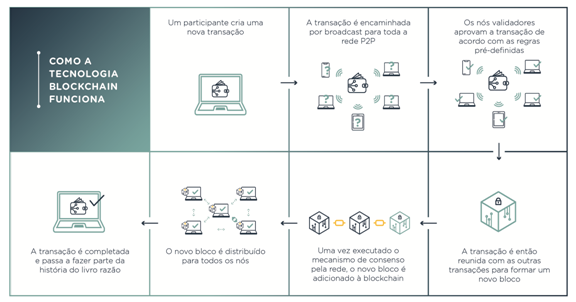 COMO A
TECNOLOGIA
BLOCKCHAIN
FUNCIONA
Um participante cria uma
nova transação
A transação é encaminhada
por broadcast para toda a
rede P2P
Os nós validadores
aprovam a transação de
acordo com as regras
pré-definidas
A transação é então
reunida com as outras
transações para formar um
novo bloco
Uma vez executado o
mecanismo de consenso
pela rede, o novo bloco é
adicionado à blockchain
O novo bloco é distribuído
para todos os nós
A transação é completada
e passa a fazer parte da
história do livro razão